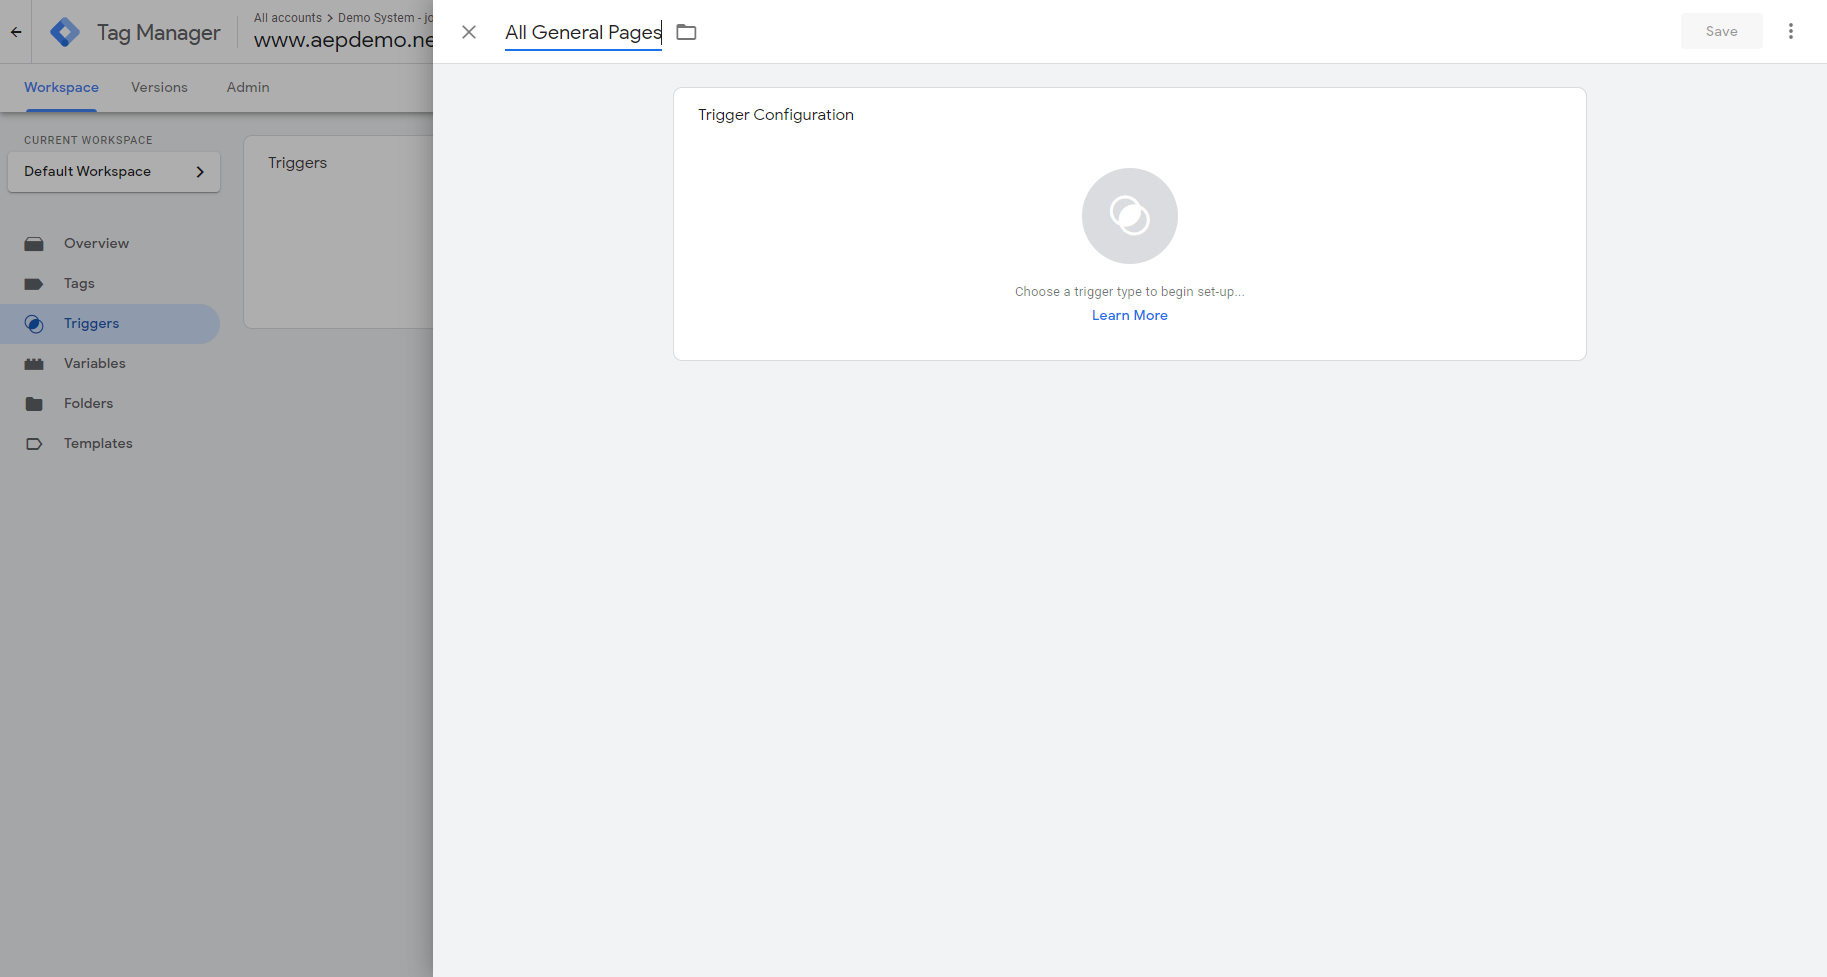 Tag Manager
All accounts > Demo System - jo
www.aepdemo.ne
All General Pages
Save
Workspace
Versions
Admin
CURRENT WORKSPACE
Default Workspace
Overview
Tags
Triggers
Variables
Folders
Templates
Triggers
Trigger Configuration
Choose a trigger type to begin set-up...
Learn More